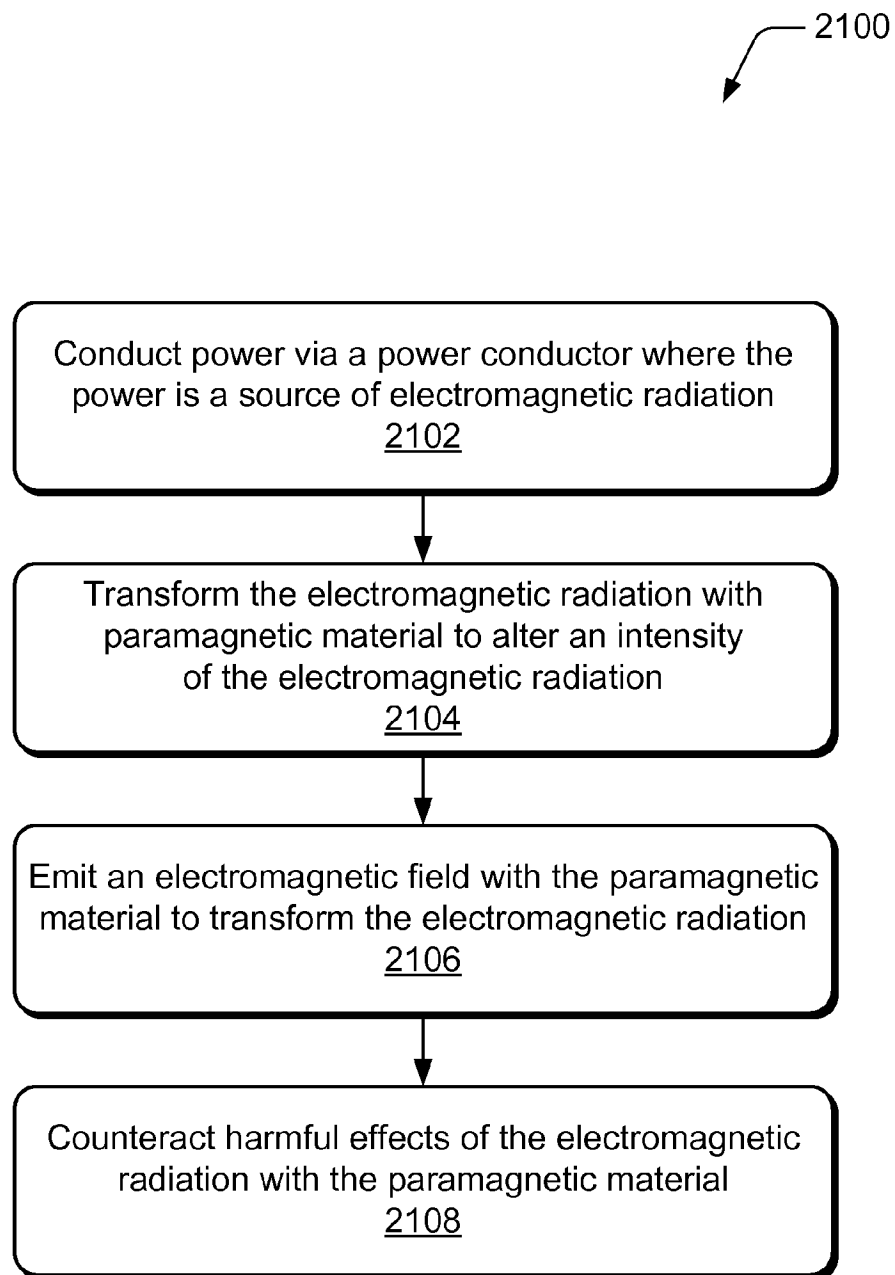 2100
Conduct power via a power conductor where the
power is a source of electromagnetic radiation
2102
Transform the electromagnetic radiation with
paramagnetic material to alter an intensity
of the electromagnetic radiation
2104
Emit an electromagnetic field with the paramagnetic
material to transform the electromagnetic radiation
2106
Counteract harmful effects of the electromagnetic
radiation with the paramagnetic material
2108